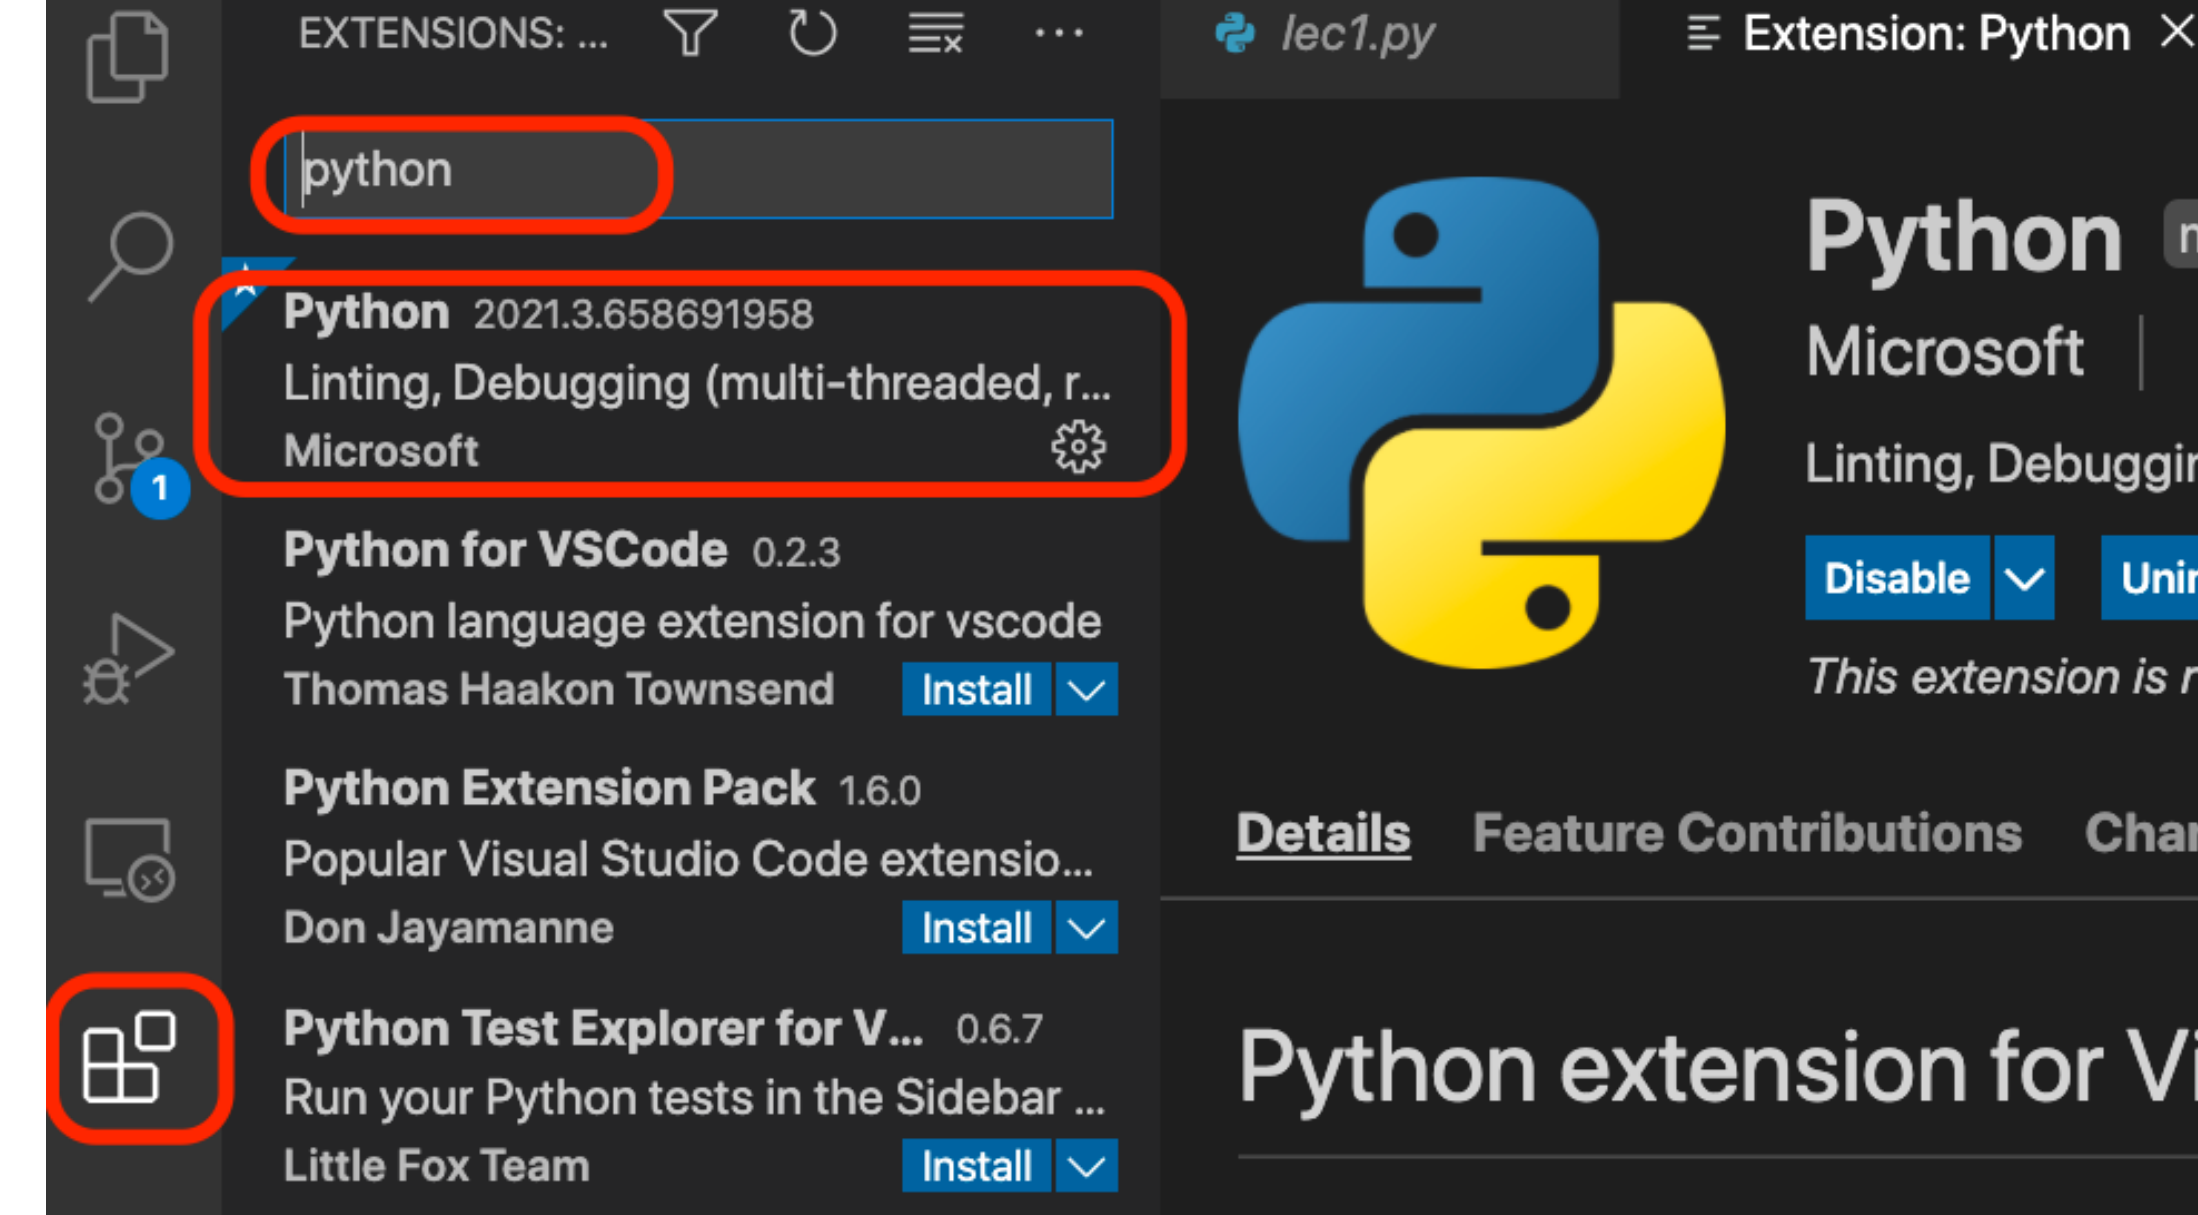 EXTENSIONS: ...
lec1.py
Extension: Python
python
Python 2021.3.658691958
Linting, Debugging (multi-threaded, r...
Microsoft
1
Python for VSCode 0.2.3
Python language extension for vscode
Thomas Haakon Townsend Install
Python Extension Pack 1.6.0
Popular Visual Studio Code extensio...
Don Jayamanne Install
Python Test Explorer for V... 0.6.7
Run your Python tests in the Sidebar ...
Little Fox Team Install
Python
Microsoft
Linting, Debuggin
Disable Unin
This extension is r
Details Feature Contributions Chan
Python extension for Vi